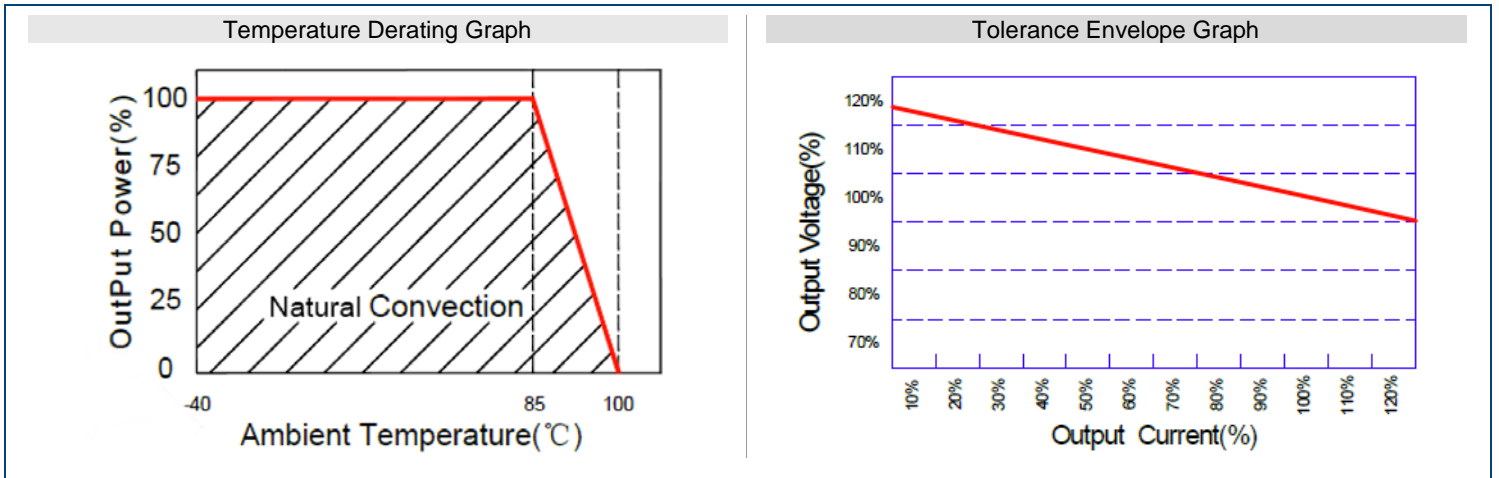 Temperature Derating Graph
OutPut Power(%)
100
75
50
25
0
Natural Convection
-40 85 100
Ambient Temperature(℃)
Tolerance Envelope Graph
Output Voltage(%)
120%
110%
100%
90%
80%
70%
10% 20% 30% 40% 50% 60% 70% 80% 90% 100% 110% 120%
Output Current(%)